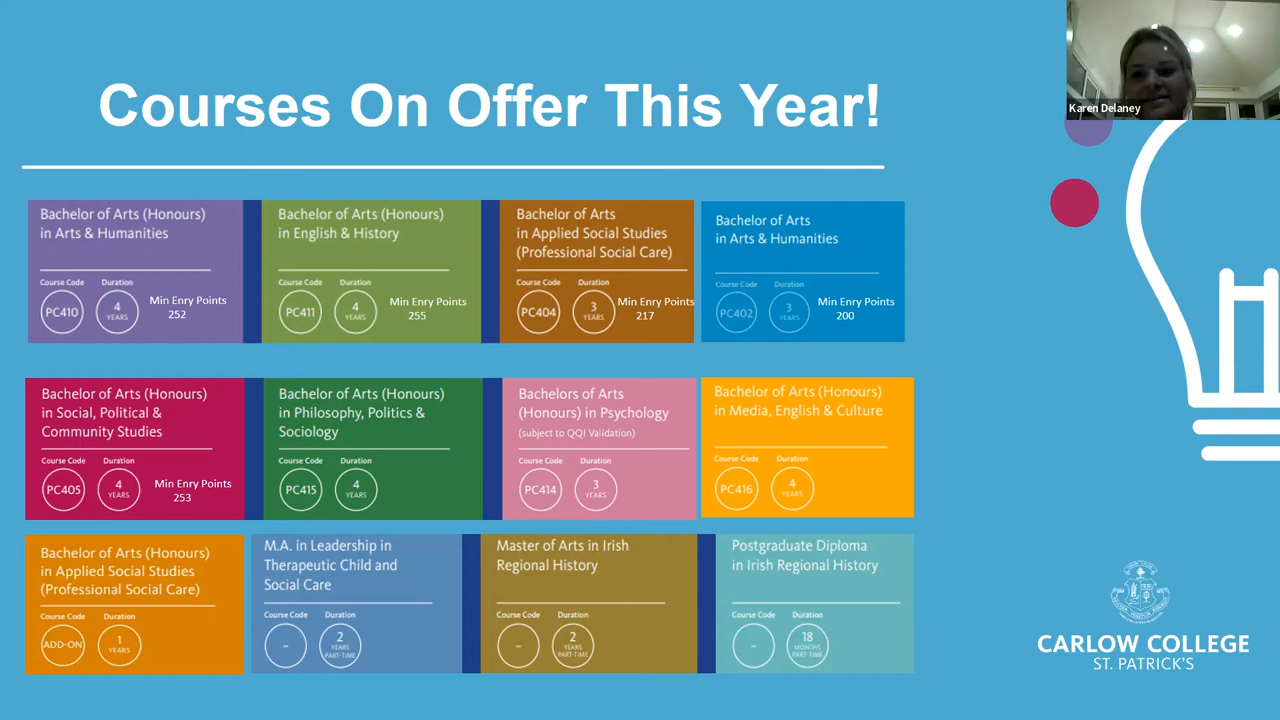 Courses On Offer This Year!
Karen Delaney
Bachelor of Arts (Honours)
in Arts & Humanities
Course Code
Duration
PC410
4
YEARS
Min Enry Points
252
Bachelor of Arts (Honours)
in English & History
Course Code
Duration
PC411
4
YEARS
Min Enry Points
255
Bachelor of Arts
in Applied Social Studies
(Professional Social Care)
Course Code
Duration
PC404
3
YEARS
Min Enry Points
217
Bachelor of Arts
in Arts & Humanities
Course Code
Duration
PC402
3
YEARS
Min Enry Points
200
Bachelor of Arts (Honours)
in Social, Political &
Community Studies
Course Code
Duration
PC405
4
YEARS
Min Enry Points
253
Bachelor of Arts (Honours)
in Philosophy, Politics &
Sociology
Course Code
Duration
PC415
4
YEARS
Bachelors of Arts
(Honours) in Psychology
(subject to QQI Validation)
Course Code
Duration
PC414
3
YEARS
Bachelor of Arts (Honours)
in Media, English & Culture
Course Code
Duration
PC416
4
YEARS
Bachelor of Arts (Honours)
in Applied Social Studies
(Professional Social Care)
Course Code
Duration
ADD-ON
1
YEARS
M.A. in Leadership in
Therapeutic Child and
Social Care
Course Code
Duration
-
2
YEARS
PART-TIME
Master of Arts in Irish
Regional History
Course Code
Duration
-
2
YEARS
PART-TIME
Postgraduate Diploma
in Irish Regional History
Course Code
Duration
-
18
MONTHS
PART-TIME
CARLOW COLLEGE
ST. PATRICK'S